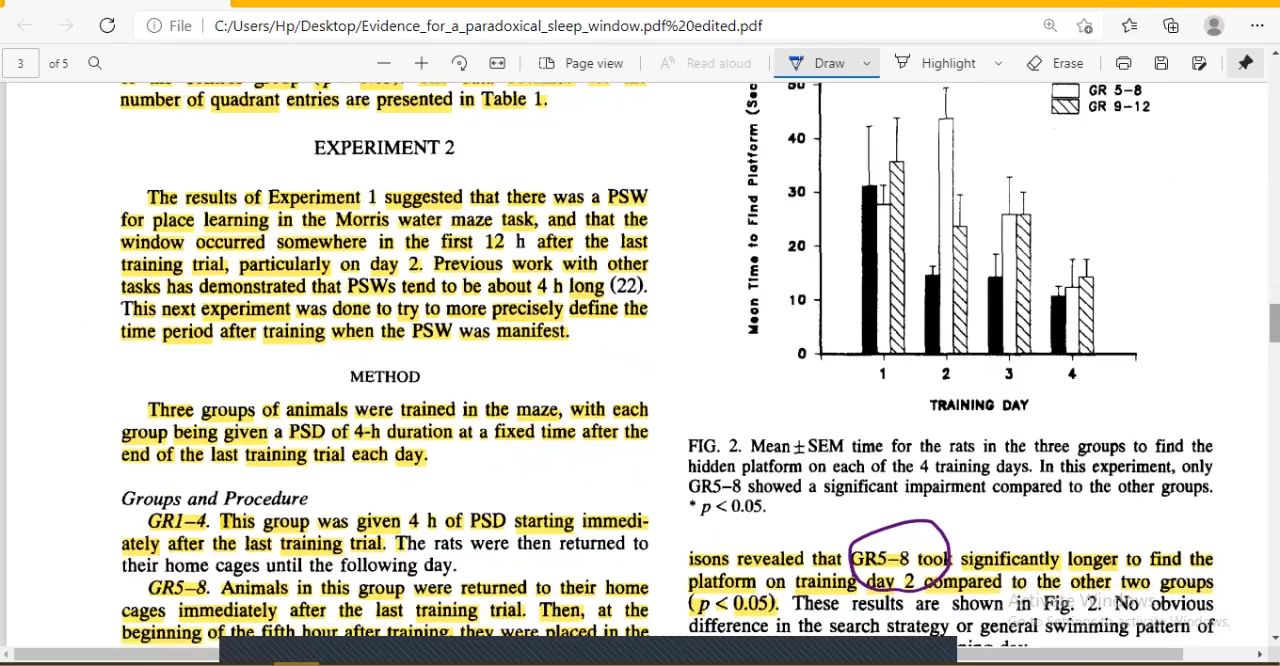 File C:/Users/Hp/Desktop/Evidence_for_a_paradoxical_sleep_window.pdf%20edited.pdf
3 of 5 Page view Read aloud Draw Highlight Erase
number of quadrant entries are presented in Table 1.
EXPERIMENT 2
The results of Experiment 1 suggested that there was a PSW
for place learning in the Morris water maze task, and that the
window occurred somewhere in the first 12 h after the last
training trial, particularly on day 2. Previous work with other
tasks has demonstrated that PSWs tend to be about 4 h long (22).
This next experiment was done to try to more precisely define the
time period after training when the PSW was manifest.
METHOD
Three groups of animals were trained in the maze, with each
group being given a PSD of 4-h duration at a fixed time after the
end of the last training trial each day.
Groups and Procedure
GR1–4. This group was given 4 h of PSD starting immedi-
ately after the last training trial. The rats were then returned to
their home cages until the following day.
GR5–8. Animals in this group were returned to their home
cages immediately after the last training trial. Then, at the
beginning of the fifth hour after training, they were placed in the
Mean Time to Find Platform (Sec
50
40
30
20
10
0
GR 5–8
GR 9–12
1 2 3 4
TRAINING DAY
FIG. 2. Mean ± SEM time for the rats in the three groups to find the
hidden platform on each of the 4 training days. In this experiment, only
GR5–8 showed a significant impairment compared to the other groups.
* p < 0.05.
isons revealed that GR5–8 took significantly longer to find the
platform on training day 2 compared to the other two groups
(p < 0.05). These results are shown in Fig. 2. No obvious
difference in the search strategy or general swimming pattern of
Activate Windows
Go to Settings to activate Windows.